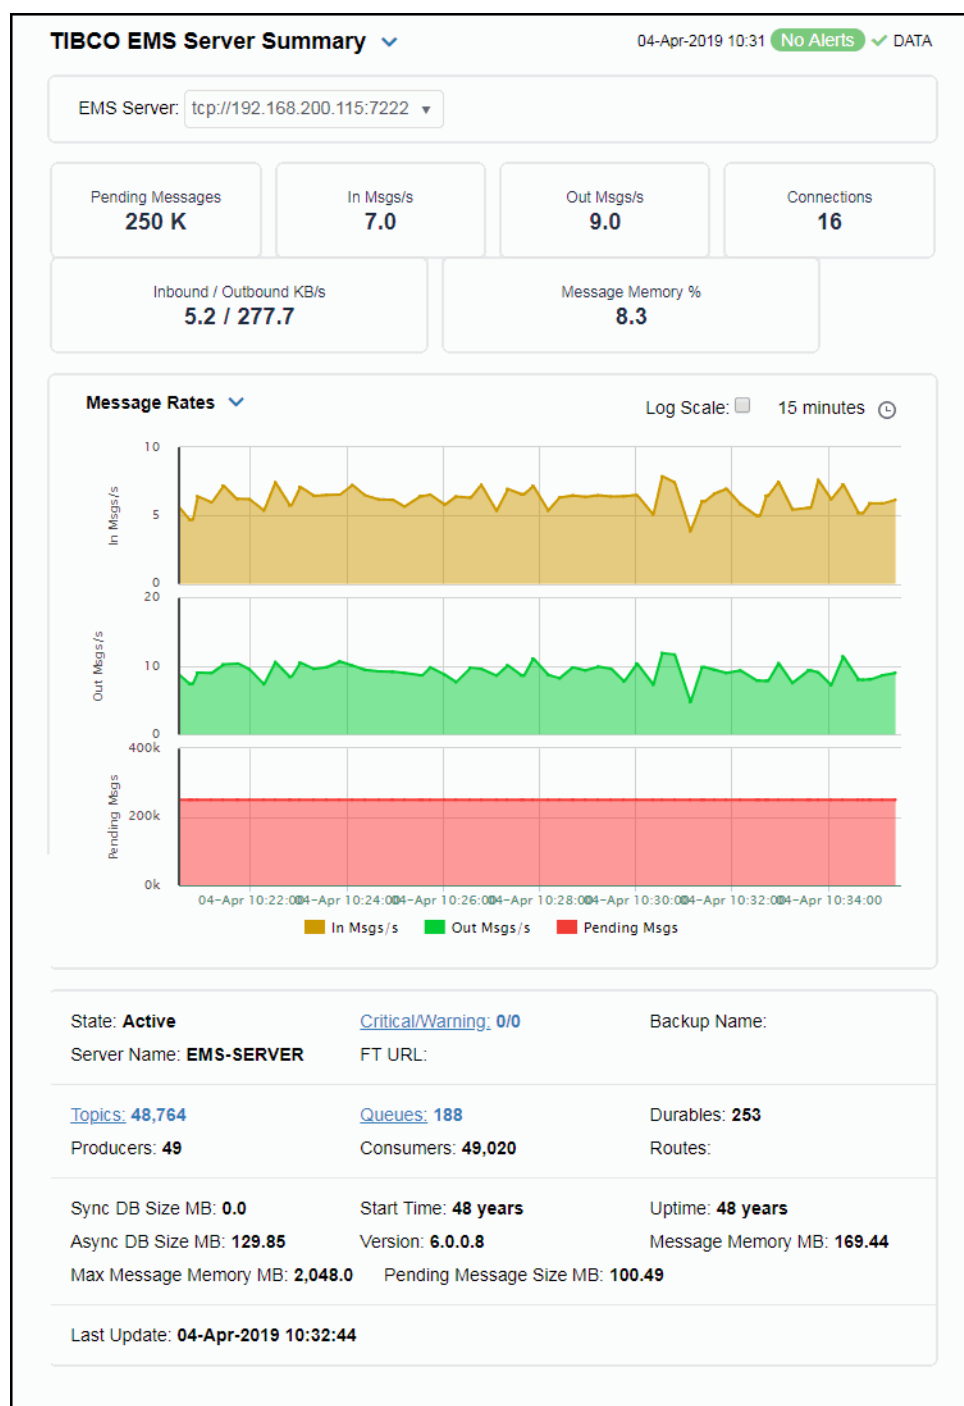 TIBCO EMS Server Summary
04-Apr-2019 10:31 No Alerts DATA
EMS Server: tcp://192.168.200.115:7222
Pending Messages
250 K
In Msgs/s
7.0
Out Msgs/s
9.0
Connections
16
Inbound / Outbound KB/s
5.2 / 277.7
Message Memory %
8.3
Message Rates
Log Scale: 15 minutes
10
5
0
In Msgs/s
20
10
0
Out Msgs/s
400k
200k
0k
Pending Msgs
04-Apr 10:22:00 04-Apr 10:24:00 04-Apr 10:26:00 04-Apr 10:28:00 04-Apr 10:30:00 04-Apr 10:32:00 04-Apr 10:34:00
In Msgs/s Out Msgs/s Pending Msgs
State: Active Critical/Warning: 0/0 Backup Name:
Server Name: EMS-SERVER FT URL:
Topics: 48,764 Queues: 188 Durables: 253
Producers: 49 Consumers: 49,020 Routes:
Sync DB Size MB: 0.0 Start Time: 48 years Uptime: 48 years
Async DB Size MB: 129.85 Version: 6.0.0.8 Message Memory MB: 169.44
Max Message Memory MB: 2,048.0 Pending Message Size MB: 100.49
Last Update: 04-Apr-2019 10:32:44